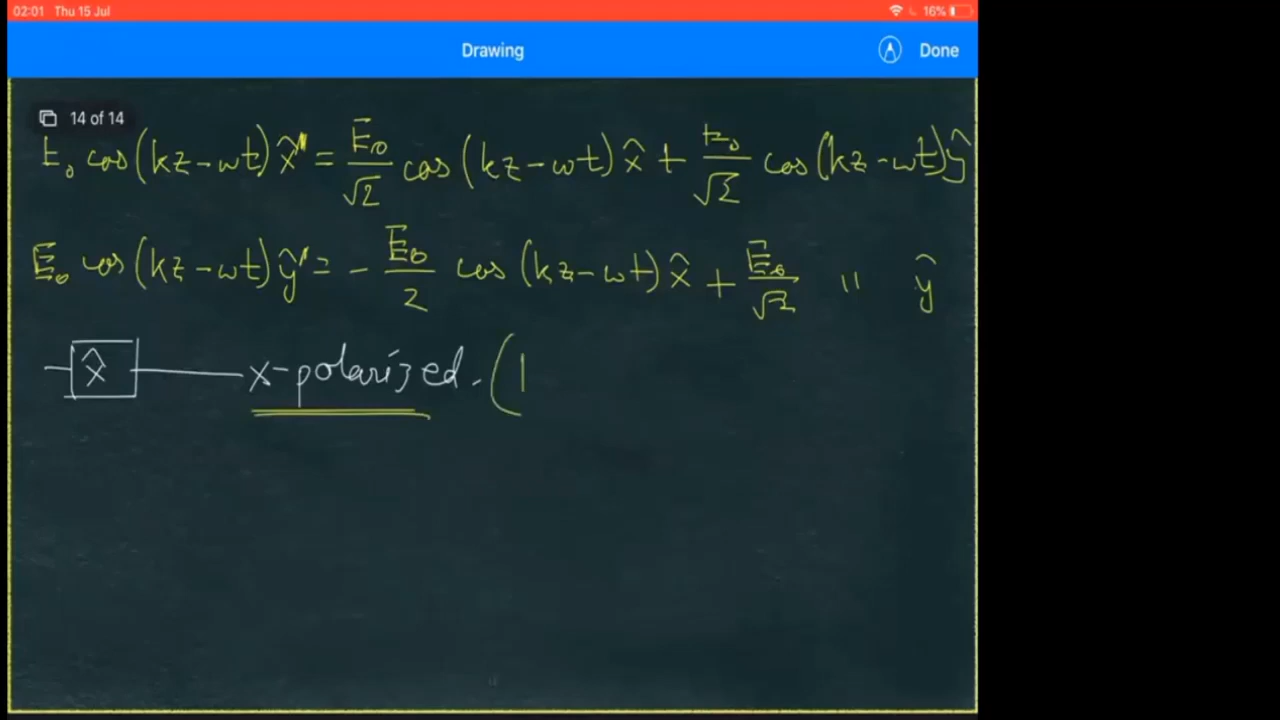 02:01 Thu 15 Jul 16%
Drawing Done
14 of 14
E₀ cos(kz-ωt) x̂' = E₀/√2 cos(kz-ωt) x̂ + E₀/√2 cos(kz-ωt) ŷ
E₀ cos(kz-ωt) ŷ' = - E₀/2 cos(kz-ωt) x̂ + E₀/√2 " ŷ
x̂ x-polarized. (1